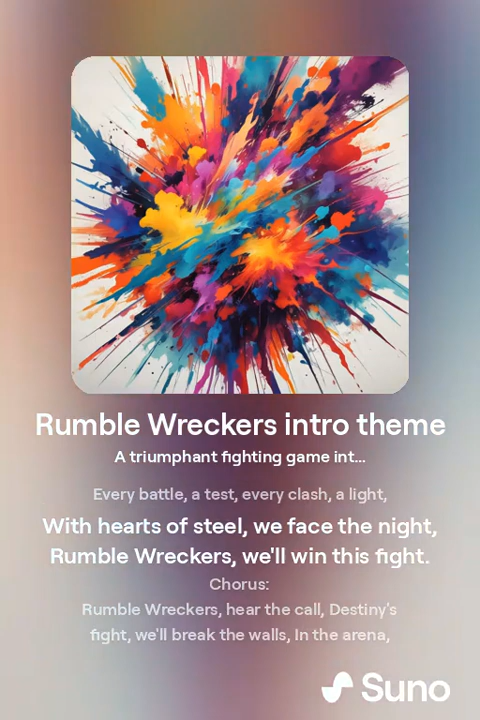 Rumble Wreckers intro theme
A triumphant fighting game int...
Every battle, a test, every clash, a light,
With hearts of steel, we face the night,
Rumble Wreckers, we'll win this fight.
Chorus:
Rumble Wreckers, hear the call, Destiny's
fight, we'll break the walls, In the arena,
Suno